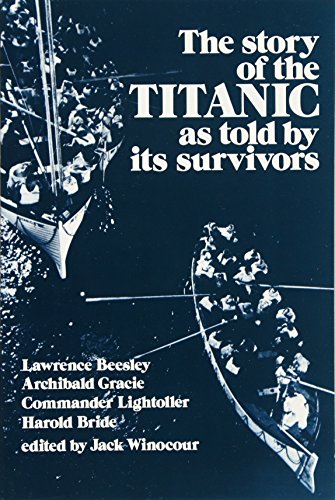 The story
of the
TITANIC
as told by
its survivors
Lawrence Beesley
Archibald Gracie
Commander Lightoller
Harold Bride
edited by Jack Winocour